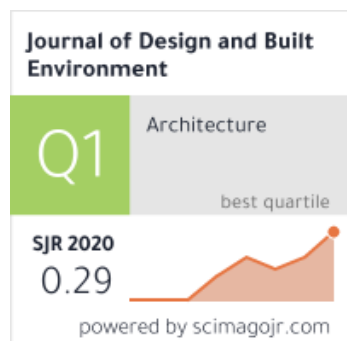 Journal of Design and Built
Environment
Q1
Architecture
best quartile
SJR 2020
0.29
powered by scimagojr.com